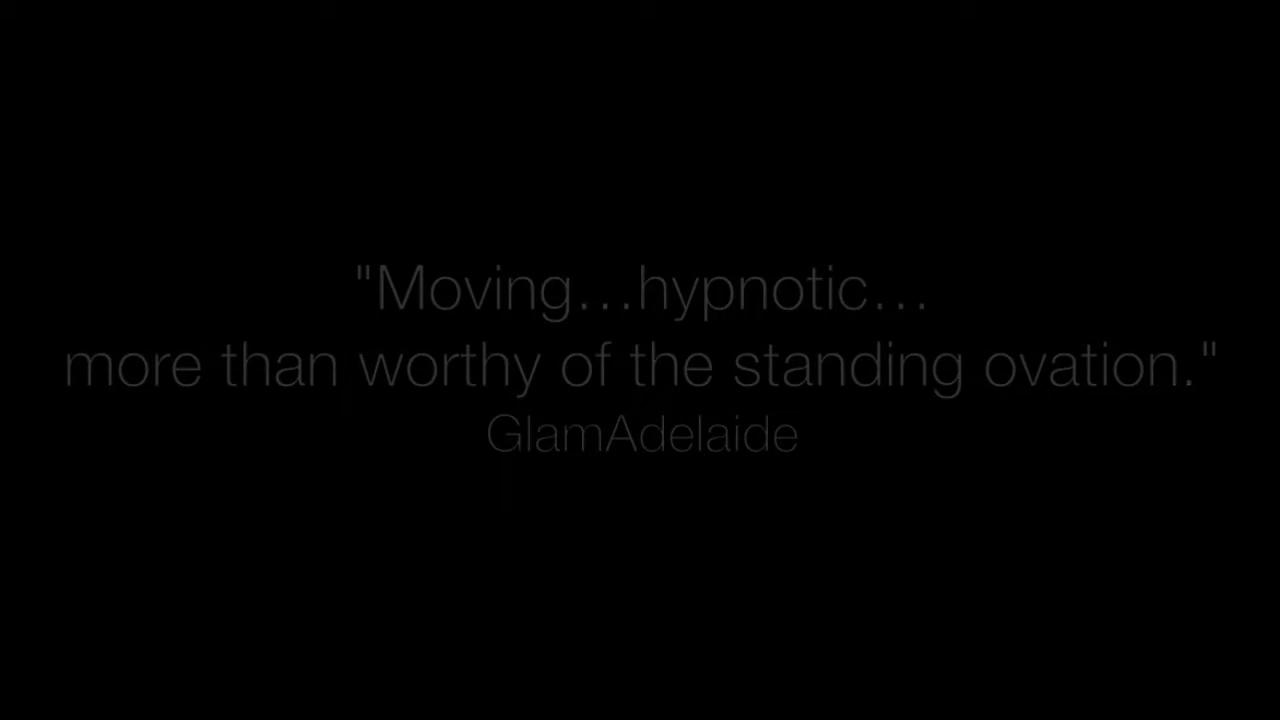 "Moving...hypnotic...
more than worthy of the standing ovation."
GlamAdelaide